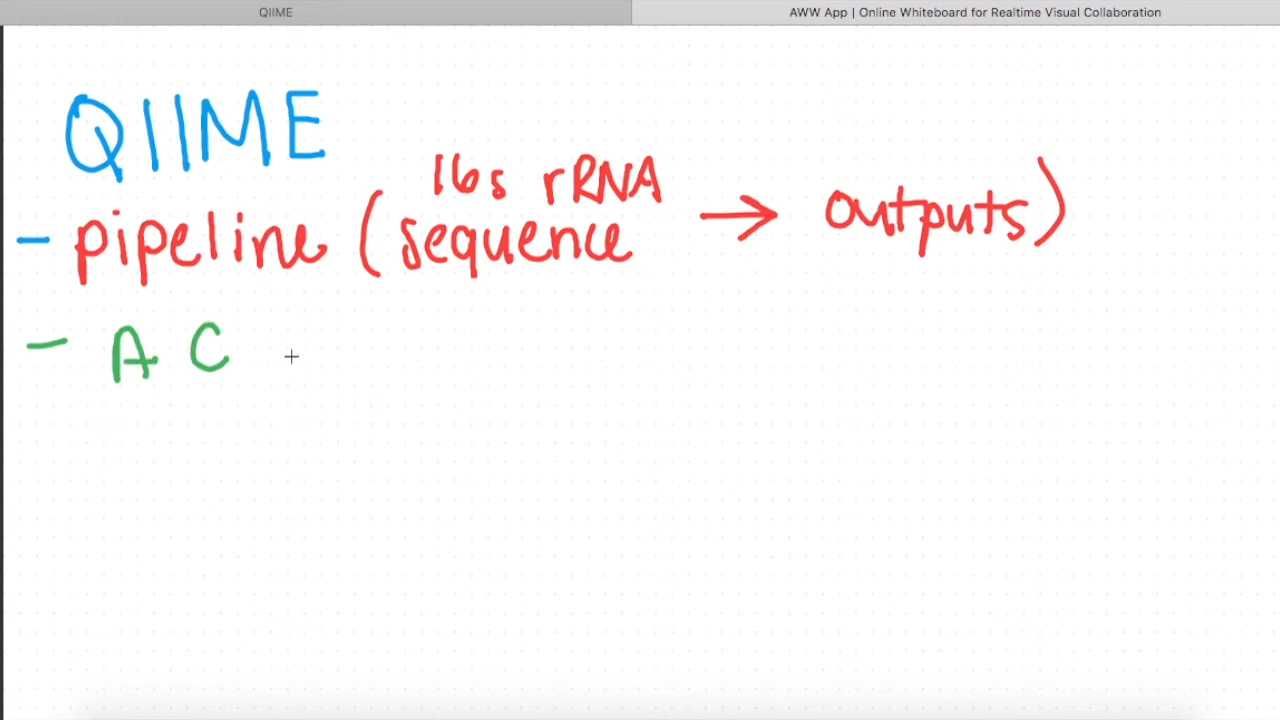 QIIME
AWW App | Online Whiteboard for Realtime Visual Collaboration
QIIME
16s rRNA
- pipeline (sequence → outputs)
- A C